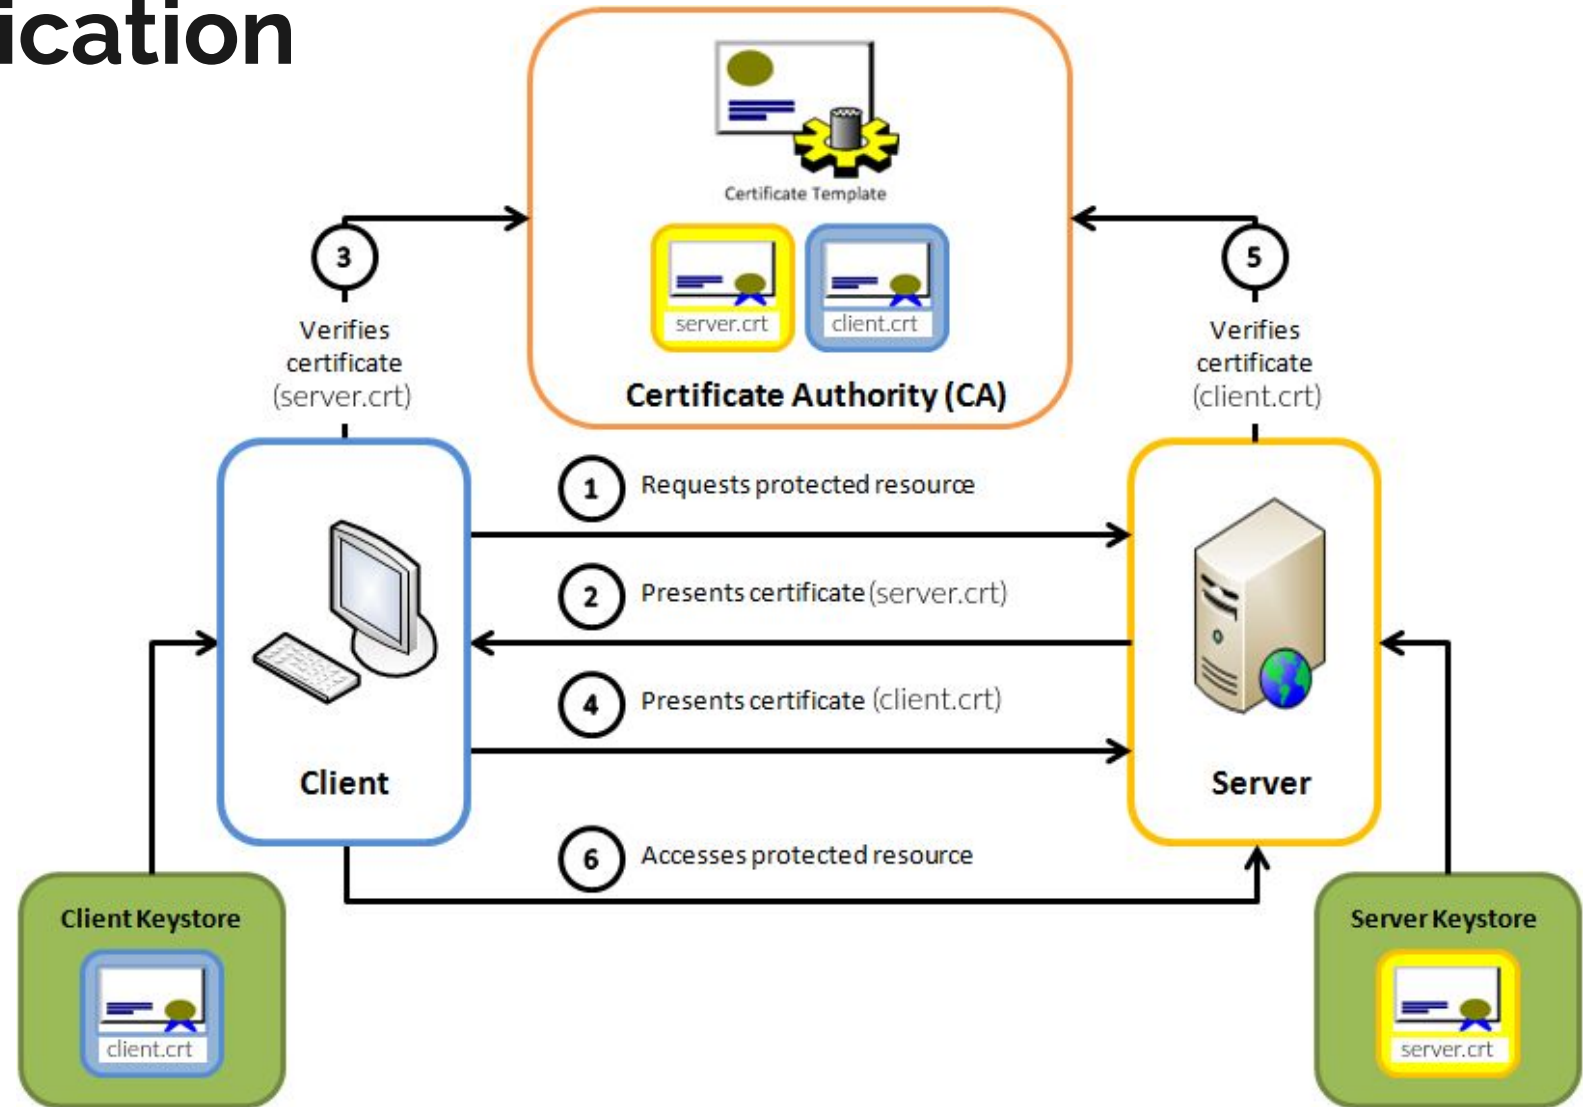 ication
Certificate Template
server.crt
client.crt
Certificate Authority (CA)
3
Verifies
certificate
(server.crt)
5
Verifies
certificate
(client.crt)
1 Requests protected resource
2 Presents certificate (server.crt)
4 Presents certificate (client.crt)
Client
Server
6 Accesses protected resource
Client Keystore
client.crt
Server Keystore
server.crt